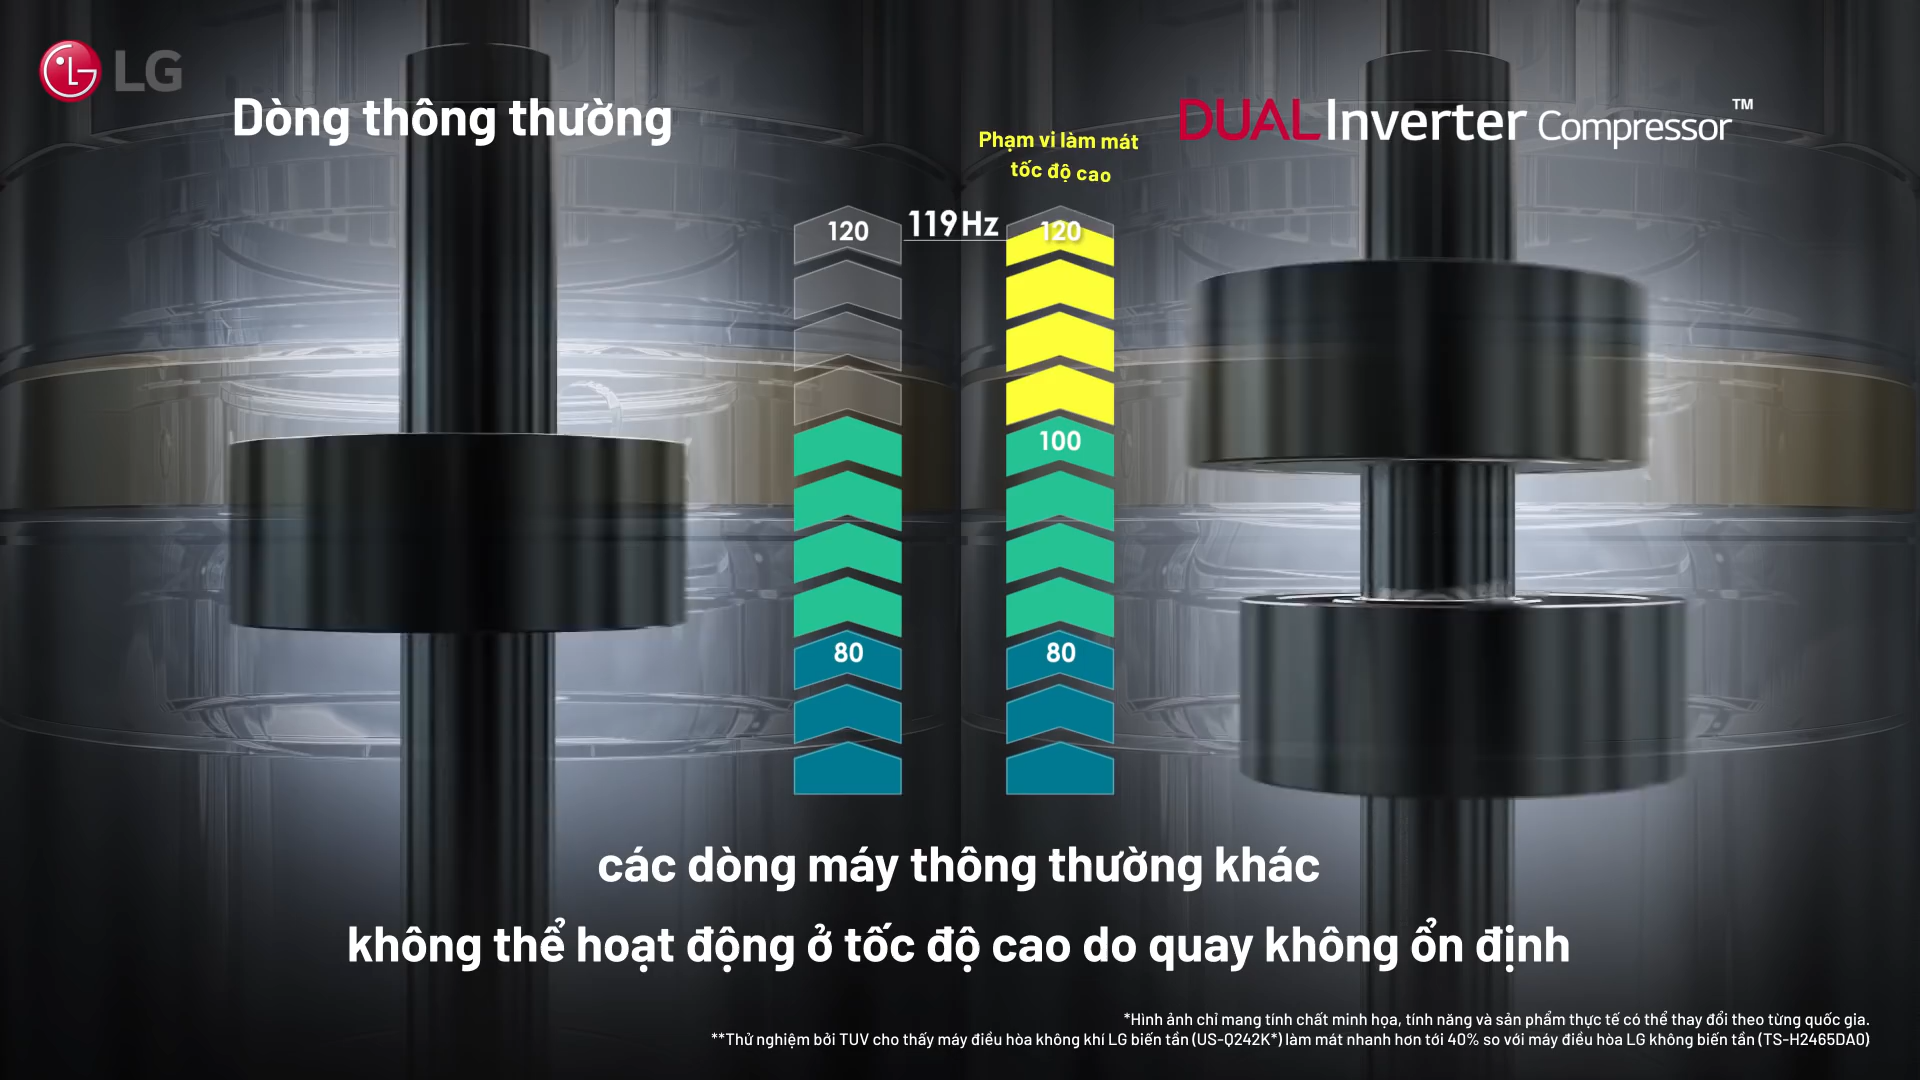 LG
Dòng thông thường
DUAL Inverter Compressor™
Phạm vi làm mát
tốc độ cao
120
119Hz
120
100
80
80
các dòng máy thông thường khác
không thể hoạt động ở tốc độ cao do quay không ổn định
*Hình ảnh chỉ mang tính chất minh họa, tính năng và sản phẩm thực tế có thể thay đổi theo từng quốc gia.
**Thử nghiệm bởi TUV cho thấy máy điều hòa không khí LG biến tần (US-Q242K*) làm mát nhanh hơn tới 40% so với máy điều hòa LG không biến tần (TS-H2465DA0)